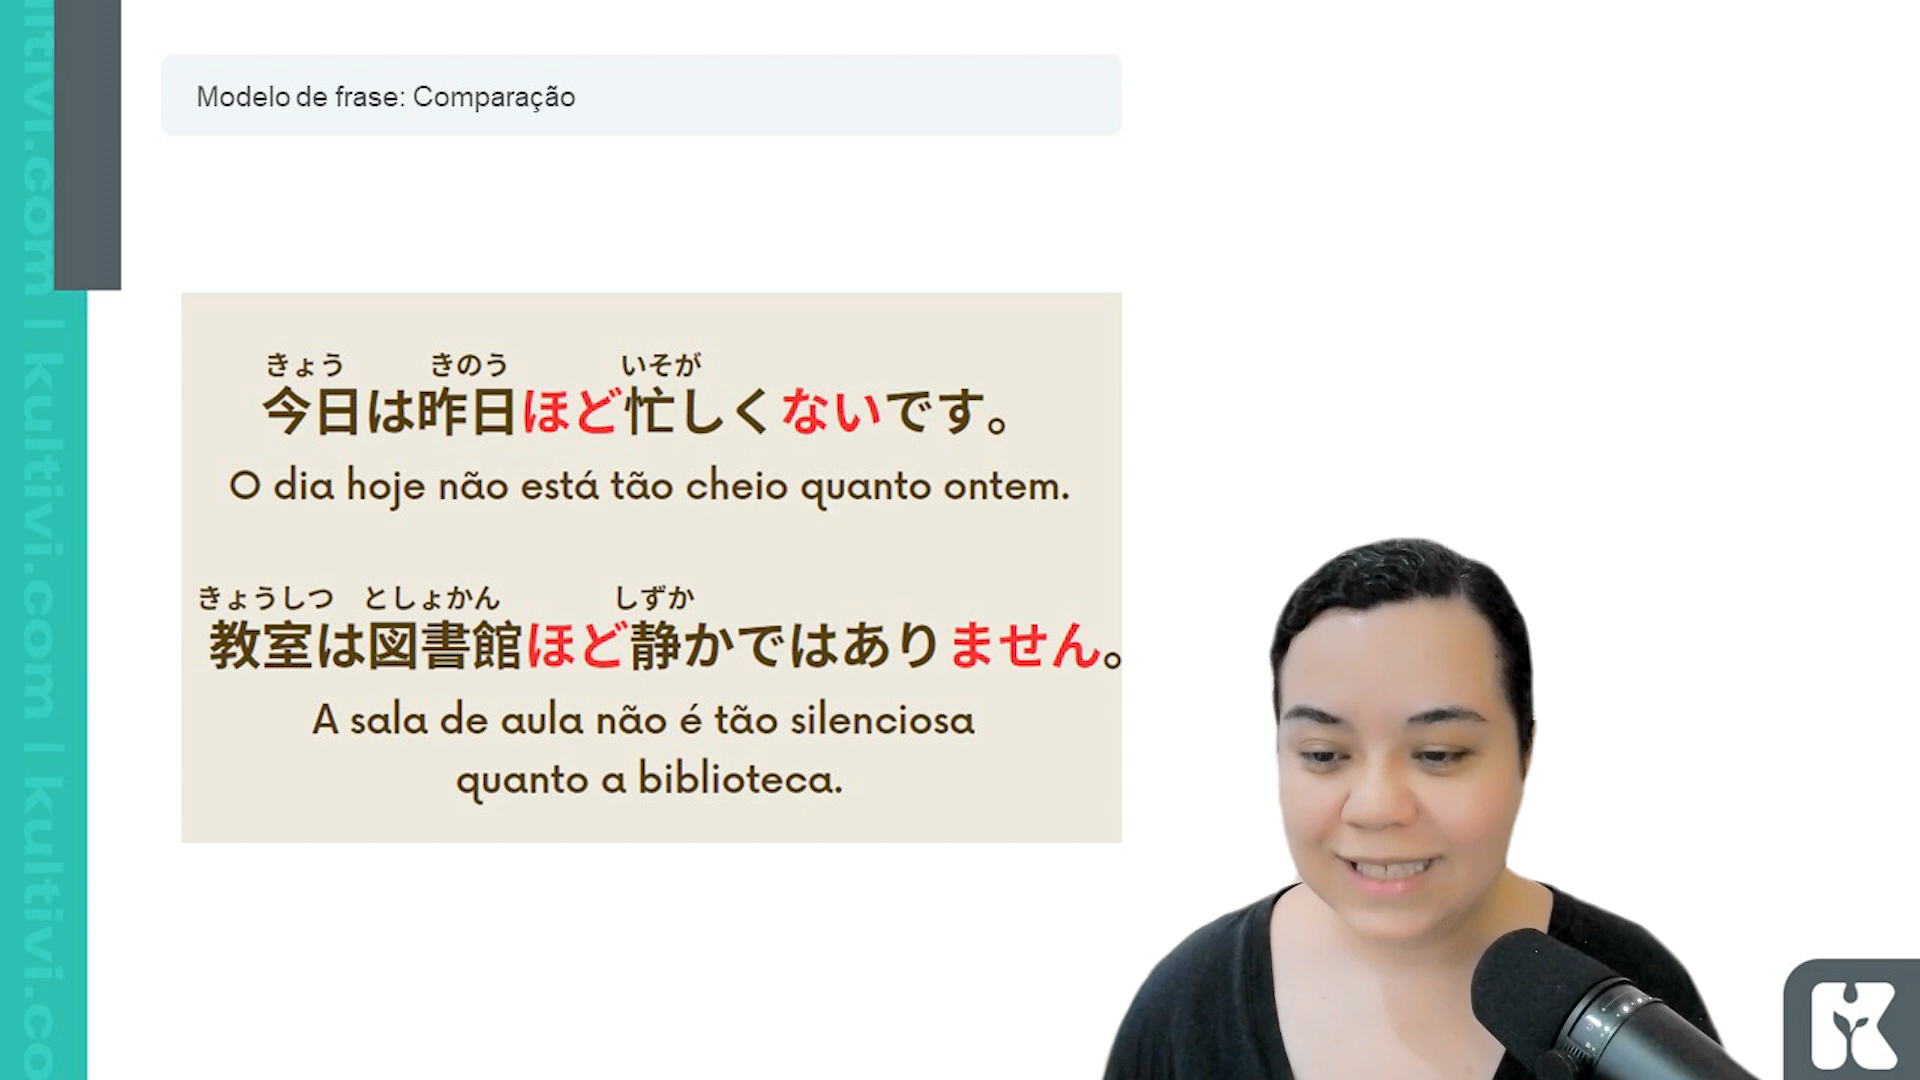 Modelo de frase: Comparação
きょう きのう いそが
今日は昨日ほど忙しくないです。
O dia hoje não está tão cheio quanto ontem.
きょうしつ としょかん しずか
教室は図書館ほど静かではありません。
A sala de aula não é tão silenciosa
quanto a biblioteca.
ultivi.com | kultivi.com | kultivi.co